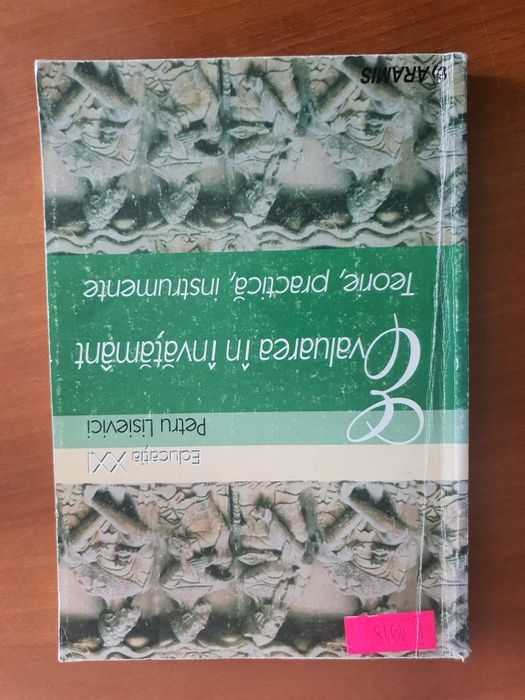 Educația XXI
Petru Lisievici
Evaluarea în învățământ
Teorie, practică, instrumente
ARAMIS